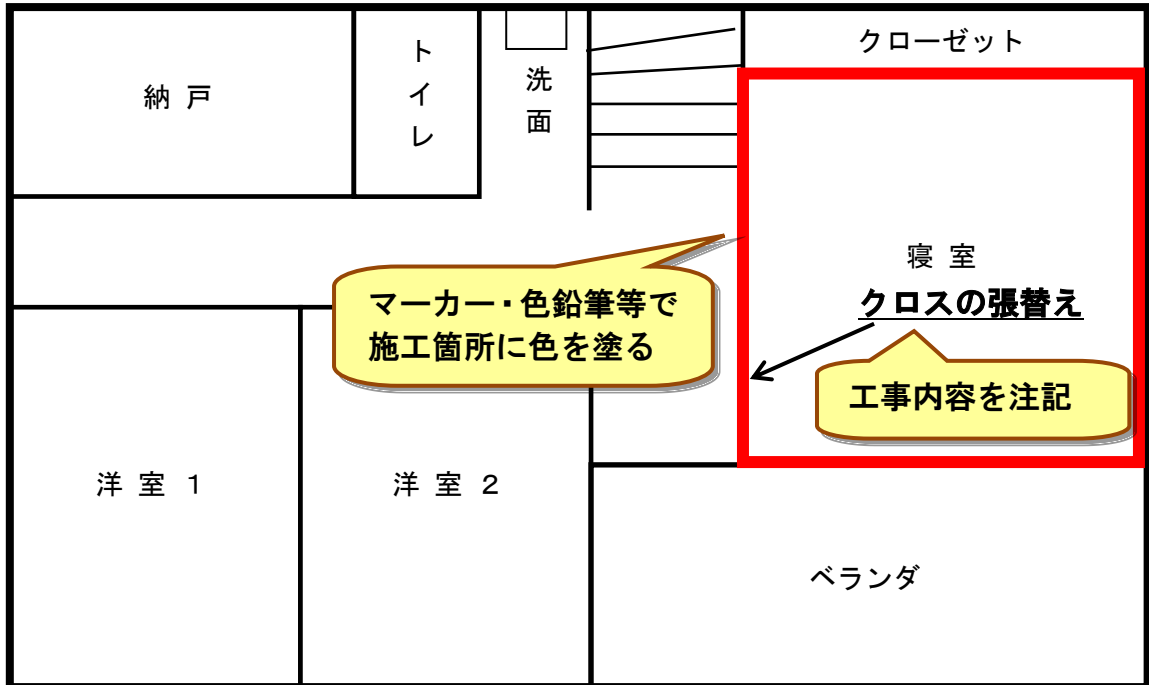 クローゼット
納戸
トイレ
洗面
寝室
クロスの張替え
マーカー・色鉛筆等で
施工箇所に色を塗る
工事内容を注記
洋室1
洋室2
ベランダ